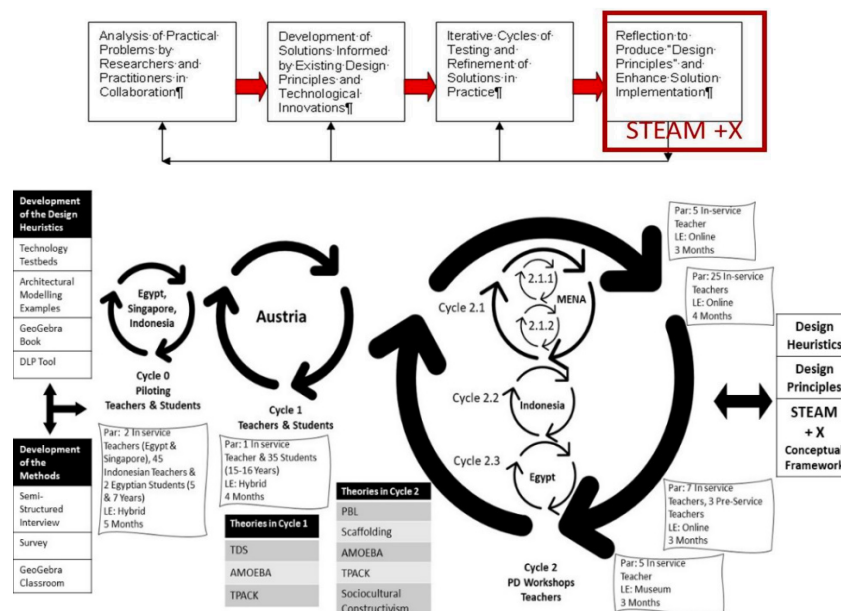 Analysis of Practical
Problems by
Researchers and
Practitioners in
Collaboration¶
Development of
Solutions Informed
by Existing Design
Principles and
Technological
Innovations¶
Iterative Cycles of
Testing and
Refinement of
Solutions in
Practice¶
Reflection to
Produce "Design
Principles" and
Enhance Solution
Implementation¶
STEAM +X
Development
of the Design
Heuristics
Technology
Testbeds
Architectural
Modelling
Examples
GeoGebra
Book
DLP Tool
Development
of the
Methods
Semi-
Structured
Interview
Survey
GeoGebra
Classroom
Egypt,
Singapore,
Indonesia
Cycle 0
Piloting
Teachers & Students
Par: 2 In service
Teachers (Egypt &
Singapore), 45
Indonesian Teachers &
2 Egyptian Students (5
& 7 Years)
LE: Hybrid
5 Months
Austria
Cycle 1
Teachers & Students
Par: 1 In service
Teacher & 35 Students
(15-16 Years)
LE: Hybrid
4 Months
Theories in Cycle 1
TDS
AMOEBA
TPACK
Theories in Cycle 2
PBL
Scaffolding
AMOEBA
TPACK
Sociocultural
Constructivism
Cycle 2.1
2.1.1
MENA
2.1.2
Cycle 2.2
Indonesia
Cycle 2.3
Egypt
Cycle 2
PD Workshops
Teachers
Par: 5 In-service
Teacher
LE: Online
3 Months
Par: 25 In-service
Teachers
LE: Online
4 Months
Par: 7 In-service
Teachers, 3 Pre-Service
Teachers
LE: Online
3 Months
Par: 5 In-service
Teacher
LE: Museum
3 Months
Design
Heuristics
Design
Principles
STEAM
+ X
Conceptual
Framework